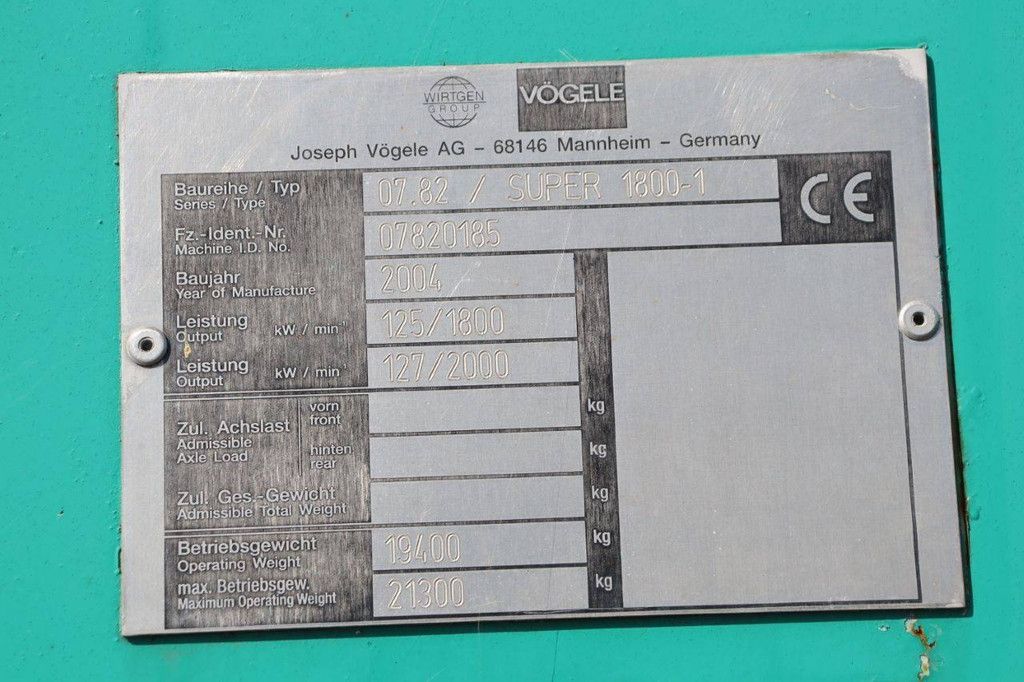 WIRTGEN
GROUP
VÖGELE
Joseph Vögele AG – 68146 Mannheim – Germany
Baureihe / Typ
Series / Type
07.82 / SUPER 1800-1
CE
Fz.-Ident.-Nr.
Machine I.D. No.
07820185
Baujahr
Year of Manufacture
2004
Leistung
Output
kW / min⁻¹
125/1800
Leistung
Output
kW / min⁻¹
127/2000
Zul. Achslast
Admissible
Axle Load
vorn
front
kg
hinten
rear
kg
Zul. Ges.-Gewicht
Admissible Total Weight
kg
Betriebsgewicht
Operating Weight
19400
kg
max. Betriebsgew.
Maximum Operating Weight
21300
kg